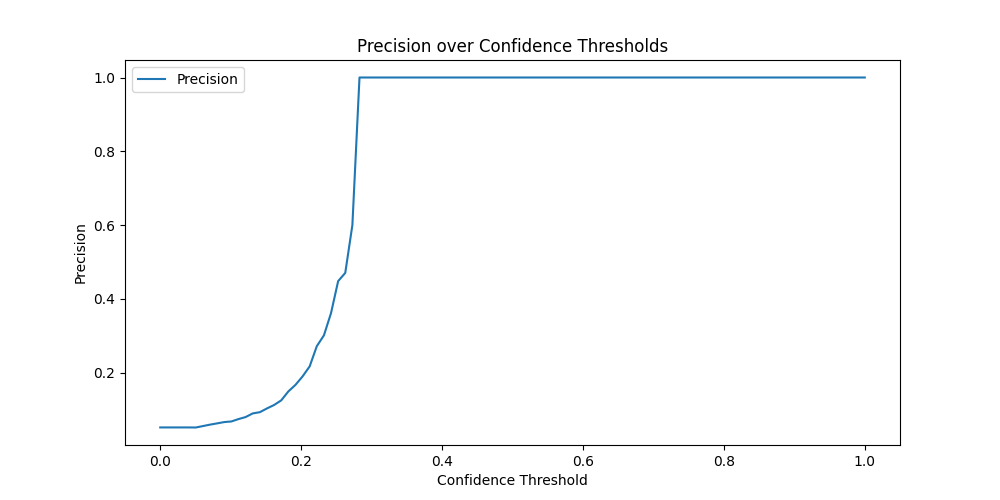 Precision over Confidence Thresholds
Precision
1.0
0.8
0.6
0.4
0.2
Precision
0.0 0.2 0.4 0.6 0.8 1.0
Confidence Threshold